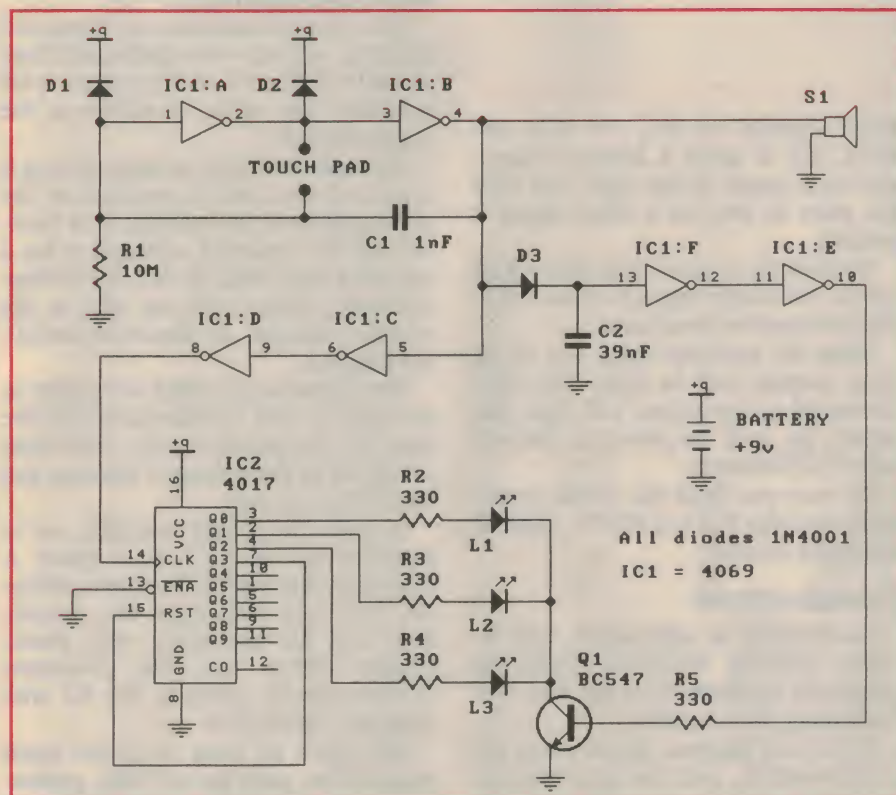 +9
+9
D1
IC1:A
D2
IC1:B
S1
1
2
3
4
TOUCH PAD
R1
10M
C1 1nF
D3
IC1:F
IC1:E
13
12
11
10
IC1:D
IC1:C
8
9
6
5
C2
39nF
+9
BATTERY
+9v
+9
IC2
4017
16
VCC
14
CLK
13
ENA
15
RST
GND
8
Q0
3
Q1
2
Q2
4
Q3
7
Q4
10
Q5
1
Q6
5
Q7
6
Q8
9
Q9
11
CO
12
R2
330
L1
R3
330
L2
R4
330
L3
All diodes 1N4001
IC1 = 4069
Q1
BC547
R5
330